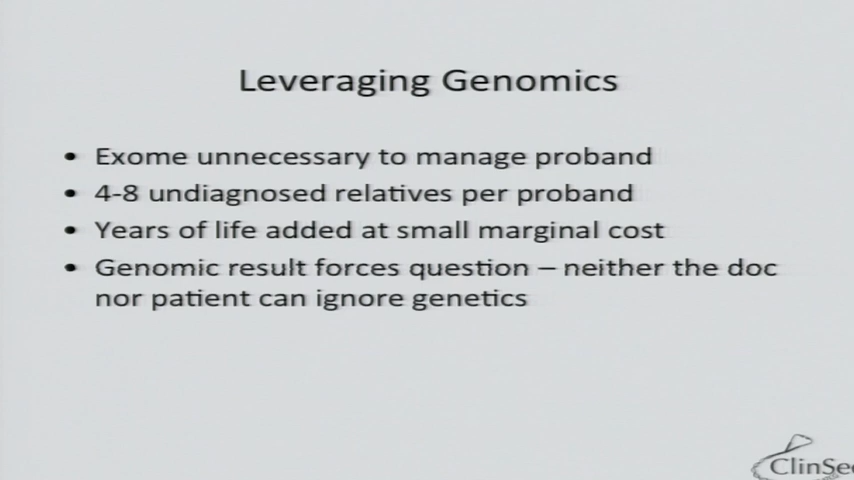 Leveraging Genomics
• Exome unnecessary to manage proband
• 4-8 undiagnosed relatives per proband
• Years of life added at small marginal cost
• Genomic result forces question – neither the doc
nor patient can ignore genetics
ClinSe